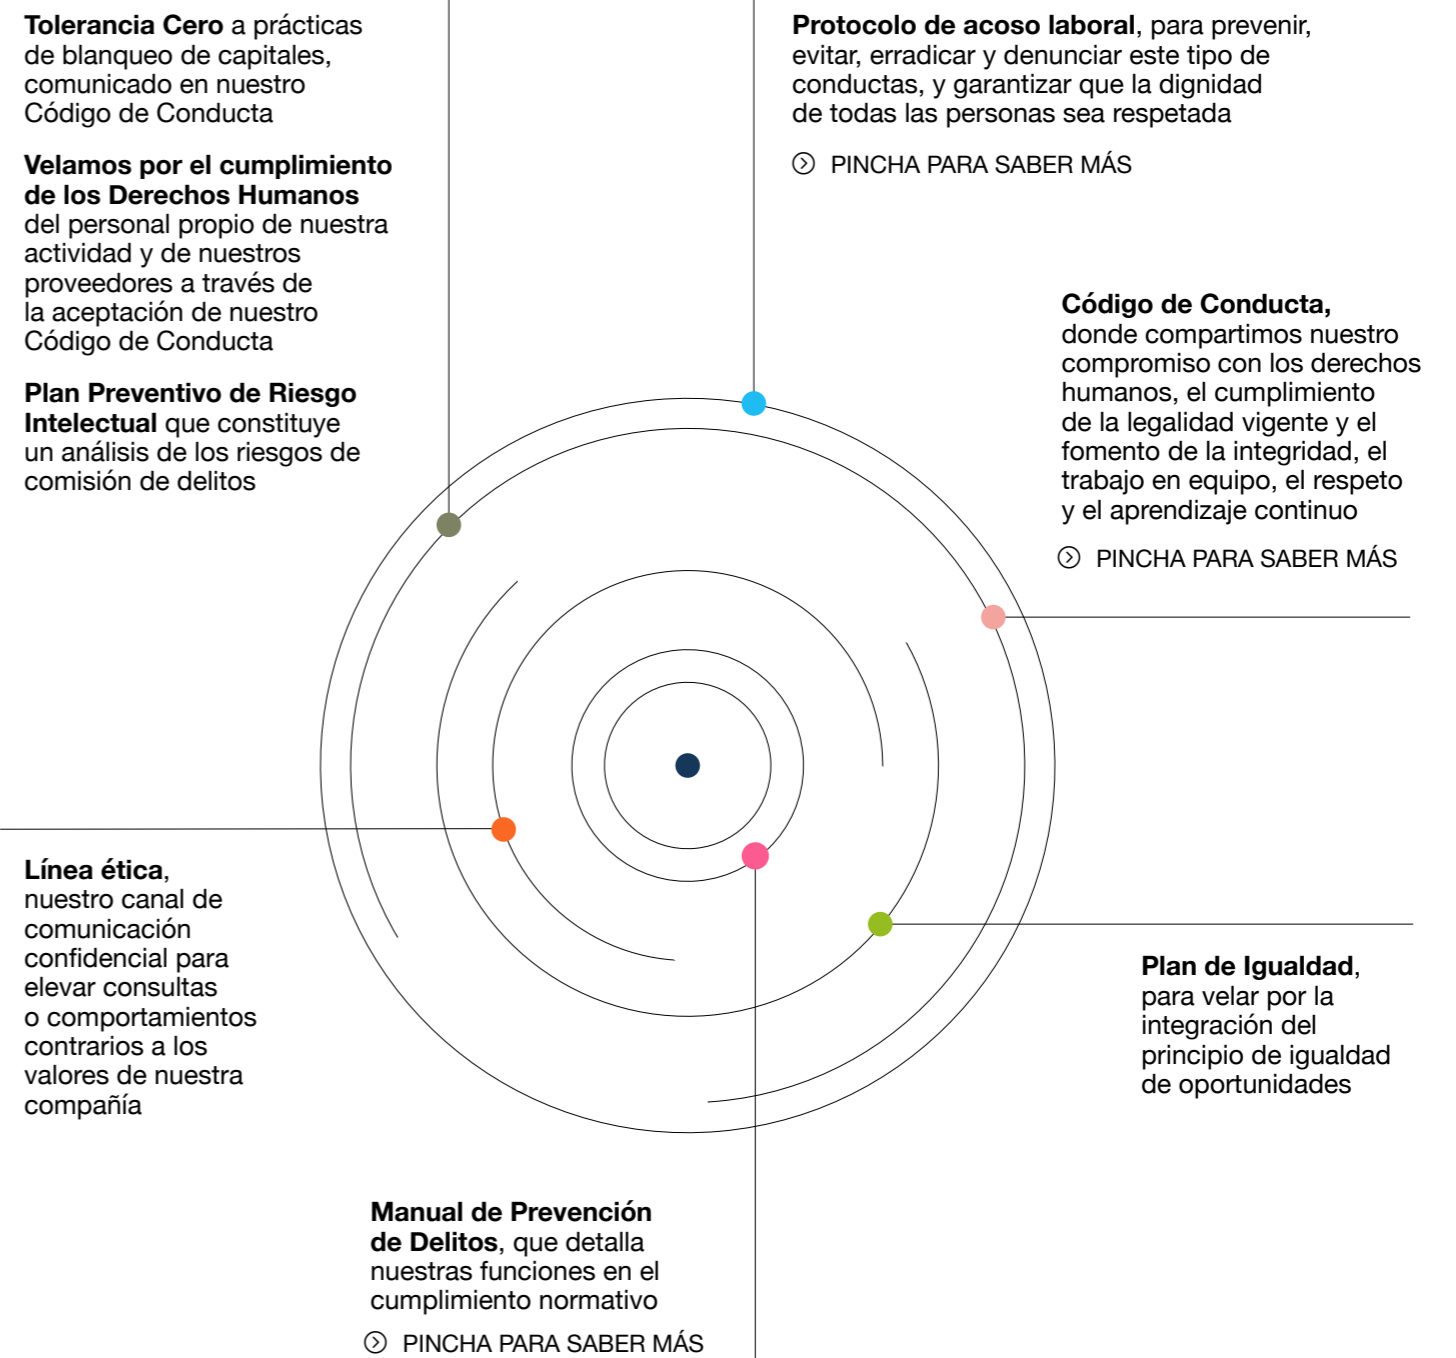 Tolerancia Cero a prácticas
de blanqueo de capitales,
comunicado en nuestro
Código de Conducta
Velamos por el cumplimiento
de los Derechos Humanos
del personal propio de nuestra
actividad y de nuestros
proveedores a través de
la aceptación de nuestro
Código de Conducta
Plan Preventivo de Riesgo
Intelectual que constituye
un análisis de los riesgos de
comisión de delitos
Protocolo de acoso laboral, para prevenir,
evitar, erradicar y denunciar este tipo de
conductas, y garantizar que la dignidad
de todas las personas sea respetada
PINCHA PARA SABER MÁS
Código de Conducta,
donde compartimos nuestro
compromiso con los derechos
humanos, el cumplimiento
de la legalidad vigente y el
fomento de la integridad, el
trabajo en equipo, el respeto
y el aprendizaje continuo
PINCHA PARA SABER MÁS
Línea ética,
nuestro canal de
comunicación
confidencial para
elevar consultas
o comportamientos
contrarios a los
valores de nuestra
compañía
Plan de Igualdad,
para velar por la
integración del
principio de igualdad
de oportunidades
Manual de Prevención
de Delitos, que detalla
nuestras funciones en el
cumplimiento normativo
PINCHA PARA SABER MÁS